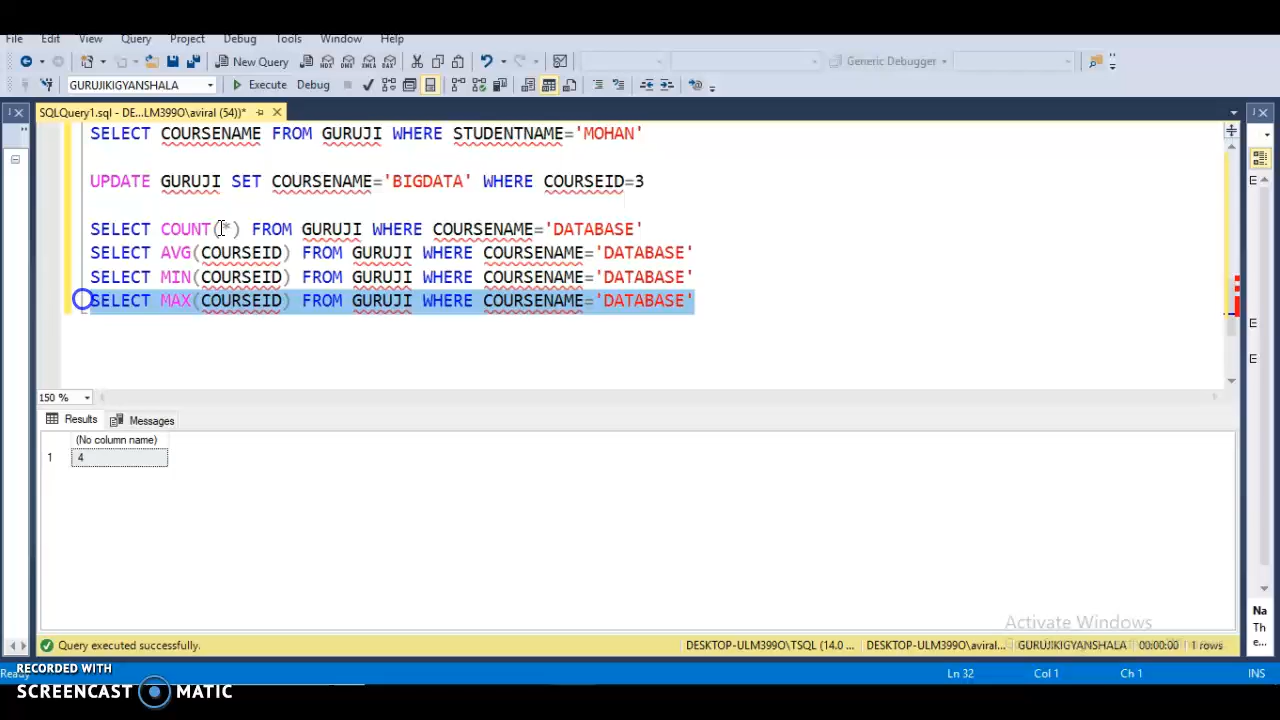 File Edit View Query Project Debug Tools Window Help
New Query Generic Debugger
GURUJIKIGYANSHALA Execute Debug
SQLQuery1.sql - DE...LM399O\aviral (54))*
SELECT COURSENAME FROM GURUJI WHERE STUDENTNAME='MOHAN'
UPDATE GURUJI SET COURSENAME='BIGDATA' WHERE COURSEID=3
SELECT COUNT(*) FROM GURUJI WHERE COURSENAME='DATABASE'
SELECT AVG(COURSEID) FROM GURUJI WHERE COURSENAME='DATABASE'
SELECT MIN(COURSEID) FROM GURUJI WHERE COURSENAME='DATABASE'
SELECT MAX(COURSEID) FROM GURUJI WHERE COURSENAME='DATABASE'
150 %
Results Messages
(No column name)
1 4
Na
Th
e...
Activate Windows
Query executed successfully. DESKTOP-ULM399O\TSQL (14.0 ... DESKTOP-ULM399O\aviral... GURUJIKIGYANSHALA 00:00:00 1 rows
Ready Ln 32 Col 1 Ch 1 INS
RECORDED WITH
SCREENCAST MATIC